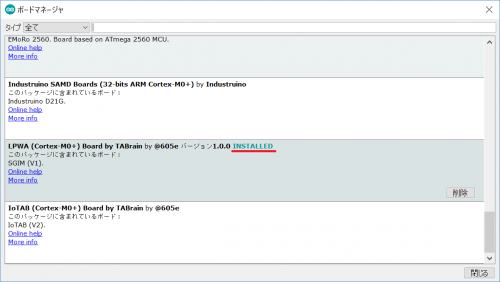 ボードマネージャ
タイプ 全て
EMoRo 2560. Board based on ATmega 2560 MCU.
Online help
More info
Industruino SAMD Boards (32-bits ARM Cortex-M0+) by Industruino
このパッケージに含まれているボード：
Industruino D21G.
Online help
More info
LPWA (Cortex-M0+) Board by TABrain by @605e バージョン1.0.0 INSTALLED
このパッケージに含まれているボード：
SGIM (V1).
Online help
More info
削除
IoTAB (Cortex-M0+) Board by TABrain by @605e
このパッケージに含まれているボード：
IoTAB (V2).
Online help
More info
閉じる